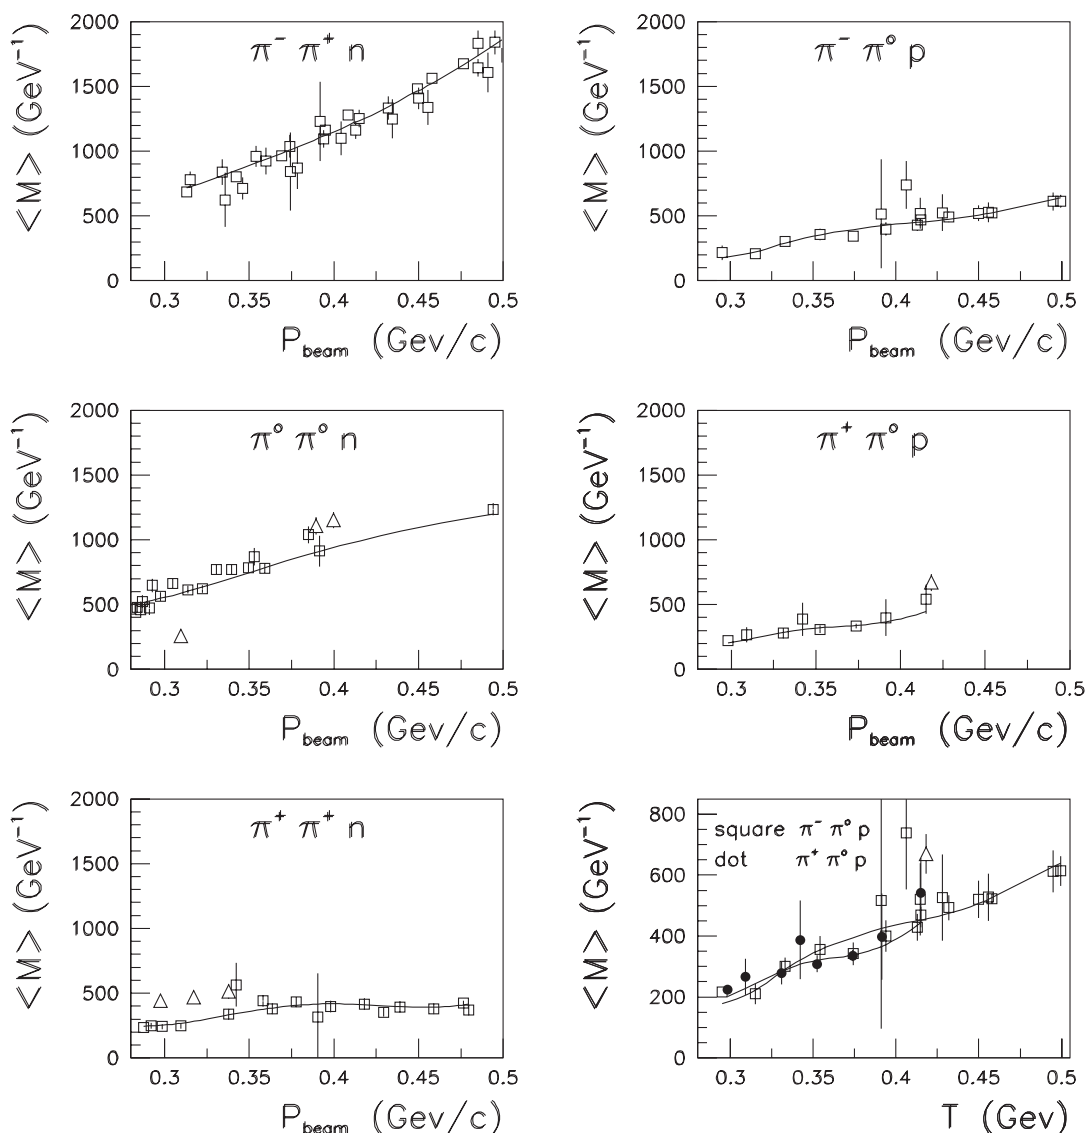 2000
1500
1000
500
0
<M> (GeV⁻¹)
π⁻ π⁺ n
0.3 0.35 0.4 0.45 0.5
P_beam (Gev/c)
2000
1500
1000
500
0
<M> (GeV⁻¹)
π⁻ π° p
0.3 0.35 0.4 0.45 0.5
P_beam (Gev/c)
2000
1500
1000
500
0
<M> (GeV⁻¹)
π° π° n
0.3 0.35 0.4 0.45 0.5
P_beam (Gev/c)
2000
1500
1000
500
0
<M> (GeV⁻¹)
π⁺ π° p
0.3 0.35 0.4 0.45 0.5
P_beam (Gev/c)
2000
1500
1000
500
0
<M> (GeV⁻¹)
π⁺ π⁺ n
0.3 0.35 0.4 0.45 0.5
P_beam (Gev/c)
800
600
400
200
0
<M> (GeV⁻¹)
square π⁻ π° p
dot π⁺ π° p
0.3 0.35 0.4 0.45 0.5
T (Gev)